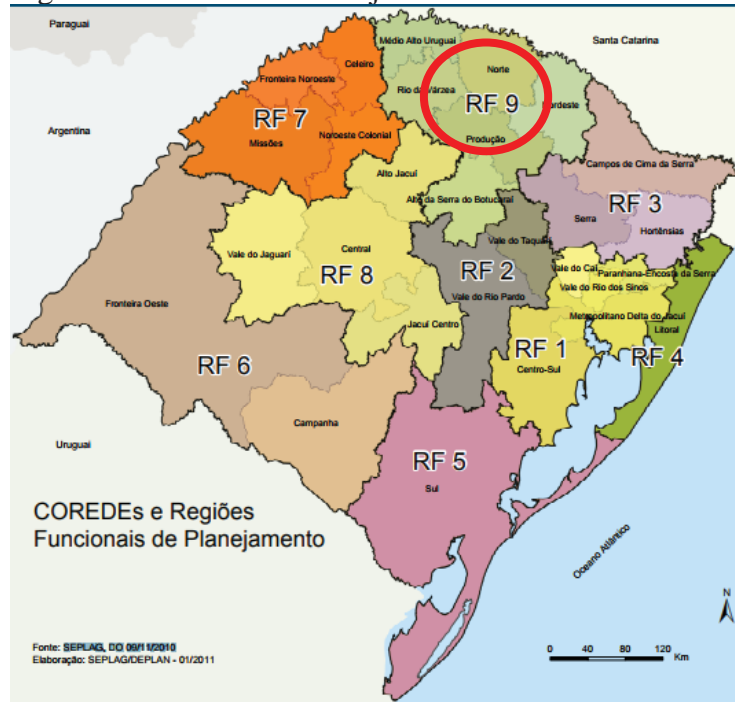 Paraguai
Santa Catarina
Médio Alto Uruguai
Norte
Celeiro
Fronteira Noroeste
Rio da Várzea
RF 9
Nordeste
RF 7
Argentina
Noroeste Colonial
Produção
Missões
Campos de Cima da Serra
Alto Jacuí
Alto da Serra do Botucaraí
RF 3
Serra
Hortênsias
Vale do Taquari
Vale do Jaguarí
Central
RF 8
RF 2
Vale do Caí
Paranhana-Encosta da Serra
Vale do Rio dos Sinos
Vale do Rio Pardo
Fronteira Oeste
Metropolitano Delta do Jacuí
Jacuí Centro
Litoral
RF 1
RF 4
Centro-Sul
RF 6
Campanha
Uruguai
RF 5
Sul
COREDEs e Regiões
Funcionais de Planejamento
Oceano Atlântico
N
Fonte: SEPLAG, DO 09/11/2010
Elaboração: SEPLAG/DEPLAN - 01/2011
0 40 80 120
Km